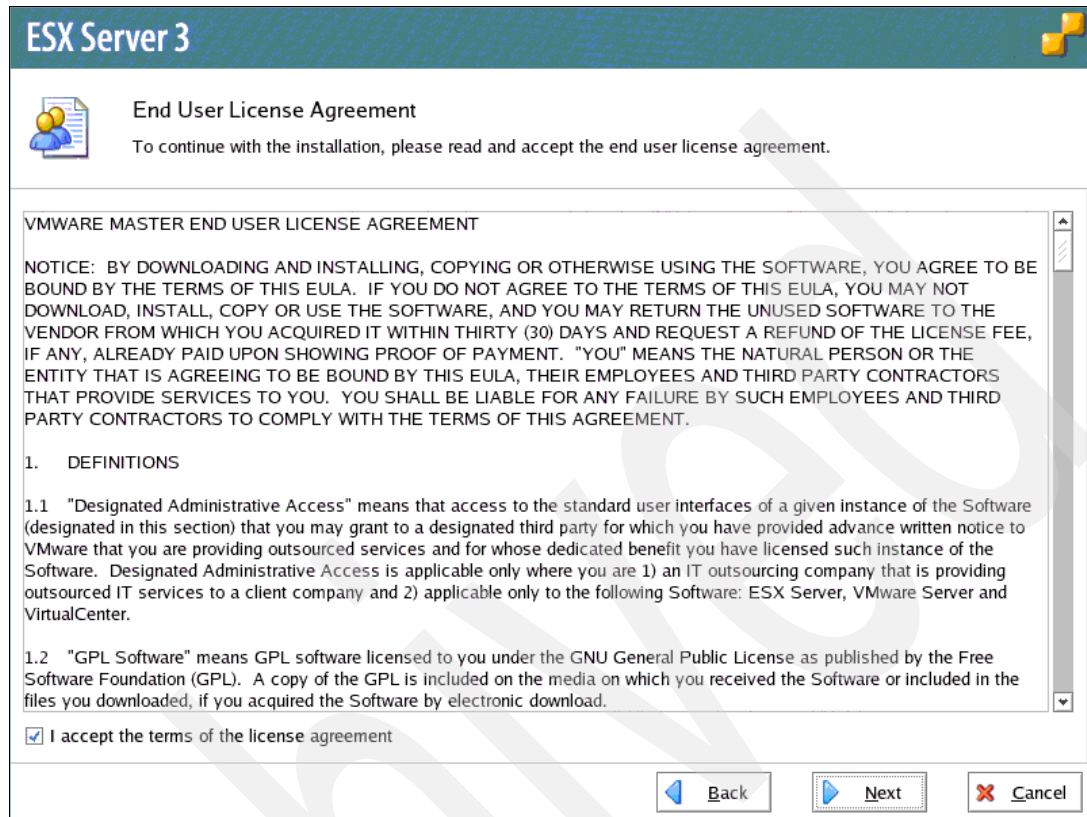 ESX Server 3
End User License Agreement
To continue with the installation, please read and accept the end user license agreement.
VMWARE MASTER END USER LICENSE AGREEMENT
NOTICE:  BY DOWNLOADING AND INSTALLING, COPYING OR OTHERWISE USING THE SOFTWARE, YOU AGREE TO BE
BOUND BY THE TERMS OF THIS EULA.  IF YOU DO NOT AGREE TO THE TERMS OF THIS EULA, YOU MAY NOT
DOWNLOAD, INSTALL, COPY OR USE THE SOFTWARE, AND YOU MAY RETURN THE UNUSED SOFTWARE TO THE
VENDOR FROM WHICH YOU ACQUIRED IT WITHIN THIRTY (30) DAYS AND REQUEST A REFUND OF THE LICENSE FEE,
IF ANY, ALREADY PAID UPON SHOWING PROOF OF PAYMENT.  "YOU" MEANS THE NATURAL PERSON OR THE
ENTITY THAT IS AGREEING TO BE BOUND BY THIS EULA, THEIR EMPLOYEES AND THIRD PARTY CONTRACTORS
THAT PROVIDE SERVICES TO YOU.  YOU SHALL BE LIABLE FOR ANY FAILURE BY SUCH EMPLOYEES AND THIRD
PARTY CONTRACTORS TO COMPLY WITH THE TERMS OF THIS AGREEMENT.
1.    DEFINITIONS
1.1   "Designated Administrative Access" means that access to the standard user interfaces of a given instance of the Software
(designated in this section) that you may grant to a designated third party for which you have provided advance written notice to
VMware that you are providing outsourced services and for whose dedicated benefit you have licensed such instance of the
Software.  Designated Administrative Access is applicable only where you are 1) an IT outsourcing company that is providing
outsourced IT services to a client company and 2) applicable only to the following Software: ESX Server, VMware Server and
VirtualCenter.
1.2   "GPL Software" means GPL software licensed to you under the GNU General Public License as published by the Free
Software Foundation (GPL).  A copy of the GPL is included on the media on which you received the Software or included in the
files you downloaded, if you acquired the Software by electronic download.
I accept the terms of the license agreement
Back
Next
Cancel
hived